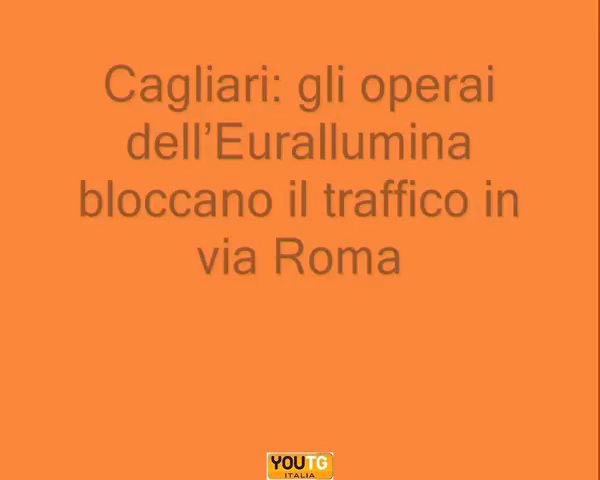 Cagliari: gli operai
dell’Eurallumina
bloccano il traffico in
via Roma
YOUTG
ITALIA